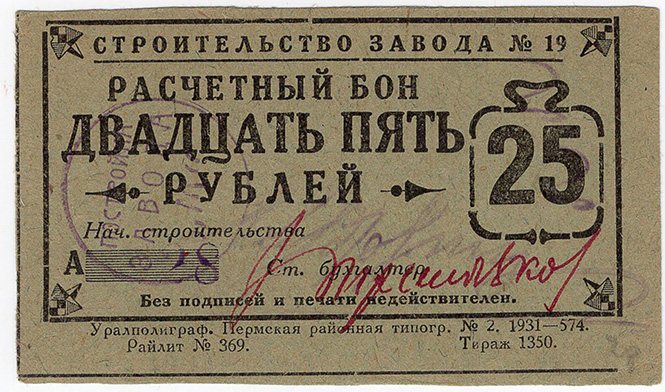 СТРОИТЕЛЬСТВО ЗАВОДА № 19
РАСЧЕТНЫЙ БОН
ДВАДЦАТЬ ПЯТЬ
РУБЛЕЙ
25
Нач. строительства
А 28
Ст. бухгалтер
Без подписей и печати недействителен.
Уралполиграф. Пермская районная типогр. № 2. 1931—574.
Райлит № 369. Тираж 1350.